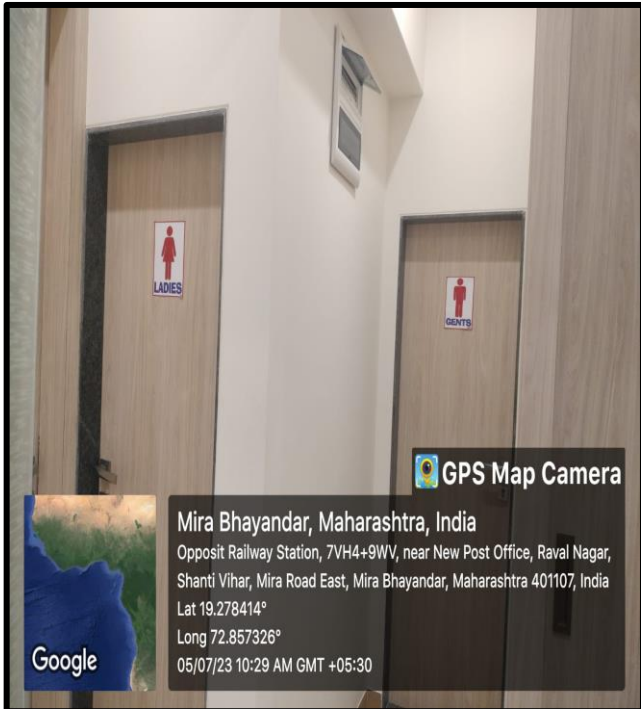 LADIES
GENTS
GPS Map Camera
Mira Bhayandar, Maharashtra, India
Opposit Railway Station, 7VH4+9WV, near New Post Office, Raval Nagar,
Shanti Vihar, Mira Road East, Mira Bhayandar, Maharashtra 401107, India
Lat 19.278414°
Long 72.857326°
05/07/23 10:29 AM GMT +05:30
Google